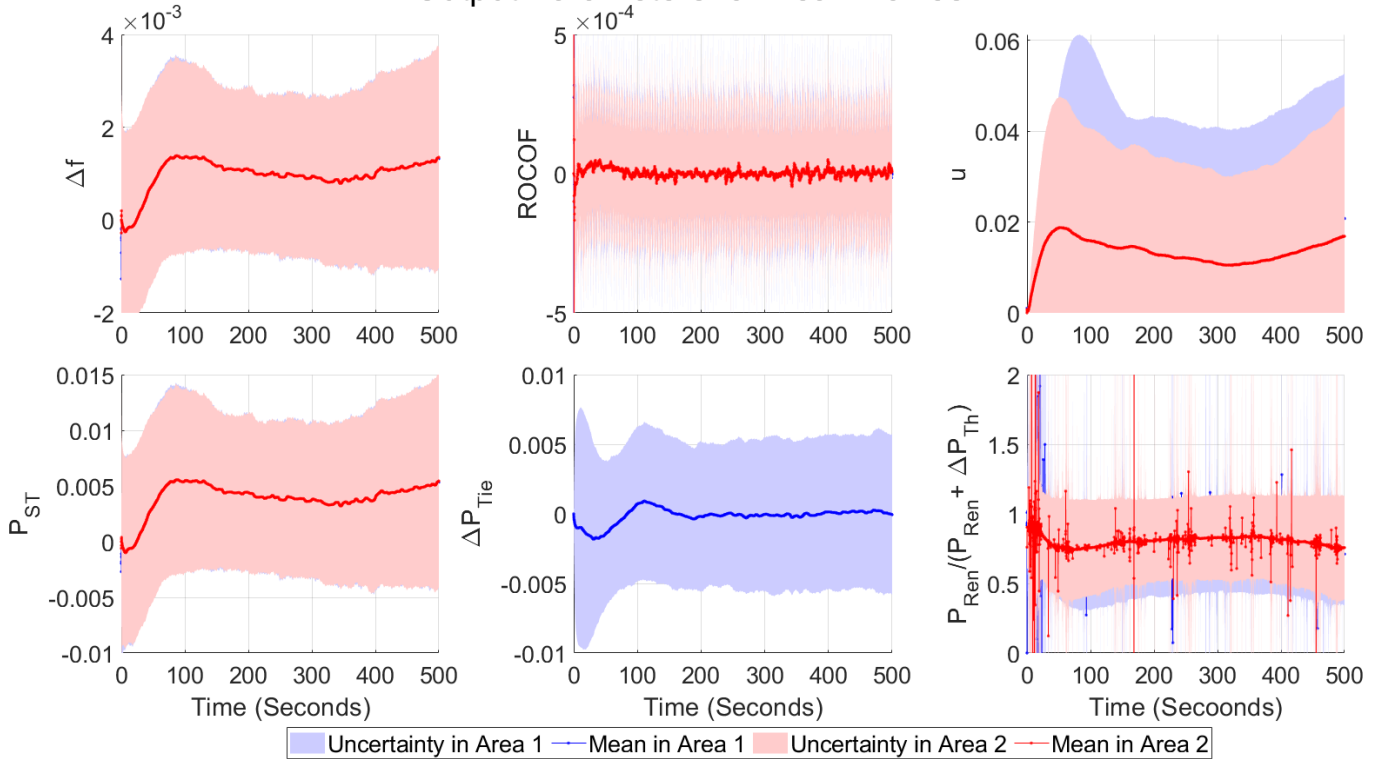 ×10⁻³
4
2
0
-2
Δf
0 100 200 300 400 500
×10⁻⁴
5
0
-5
ROCOF
0 100 200 300 400 500
0.06
0.04
0.02
0
u
0 100 200 300 400 500
0.015
0.01
0.005
0
-0.005
-0.01
P_ST
0 100 200 300 400 500
Time (Seconds)
0.01
0.005
0
-0.005
-0.01
ΔP_Tie
0 100 200 300 400 500
Time (Seconds)
2
1.5
1
0.5
0
P_Ren/(P_Ren + ΔP_Th)
0 100 200 300 400 500
Time (Secoonds)
Uncertainty in Area 1 Mean in Area 1 Uncertainty in Area 2 Mean in Area 2